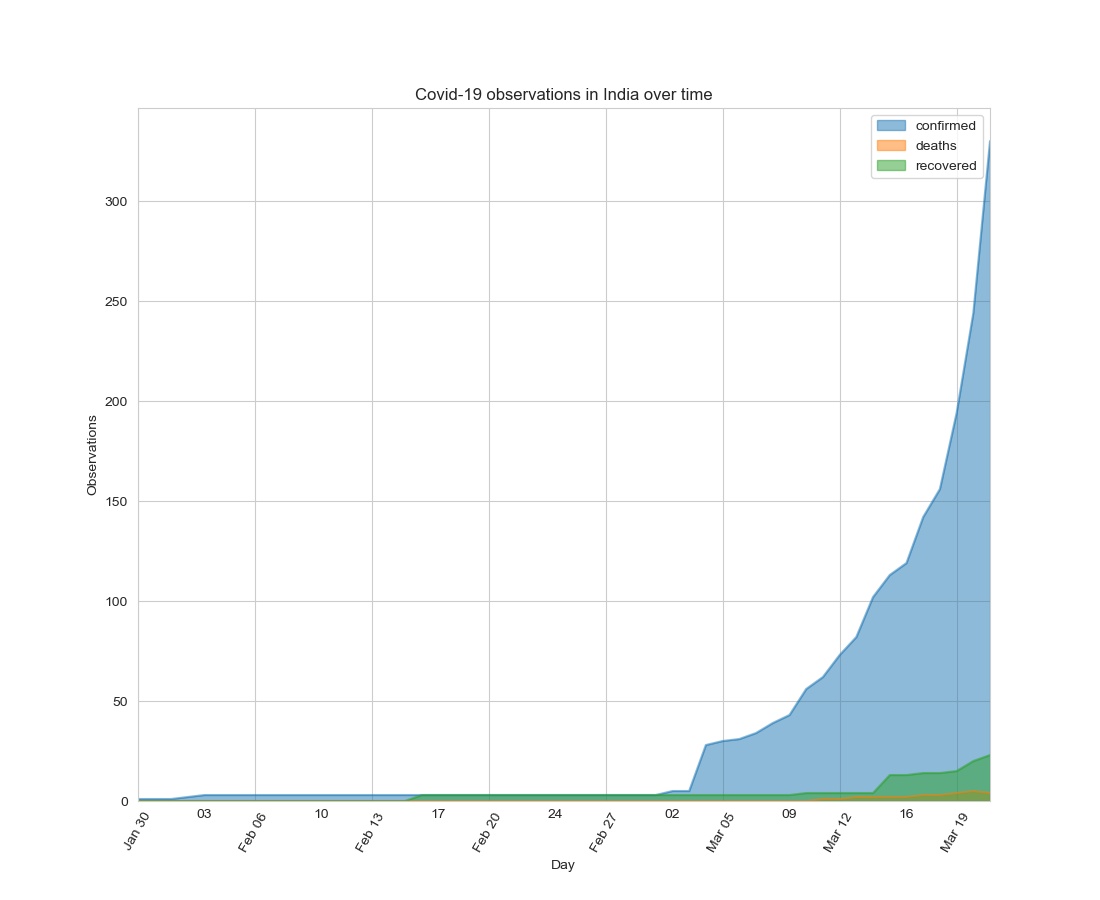 Covid-19 observations in India over time
confirmed
deaths
recovered
300
250
200
150
100
50
0
Observations
03
10
17
24
02
09
16
Jan 30
Feb 06
Feb 13
Feb 20
Feb 27
Mar 05
Mar 12
Mar 19
Day